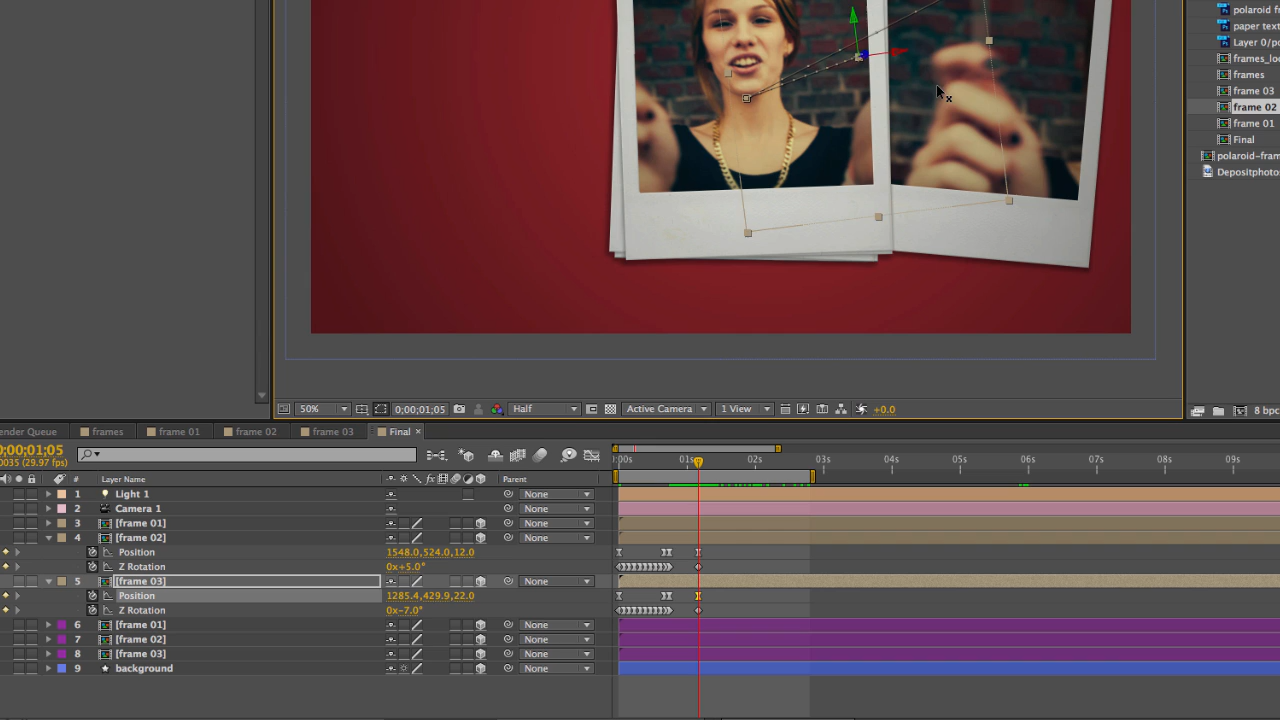 polaroid fr
paper text
Layer 0/po
frames_loc
frames
frame 03
frame 02
frame 01
Final
polaroid-fram
Depositphotos
50%
0;00;01;05
Half
Active Camera
1 View
+0.0
8 bpc
ender Queue
frames
frame 01
frame 02
frame 03
Final ×
0;00;01;05
0035 (29.97 fps)
:00s
01s
02s
03s
04s
05s
06s
07s
08s
09s
#
Layer Name
fx
Parent
1 Light 1 None
2 Camera 1 None
3 [frame 01] None
4 [frame 02] None
Position 1548.0,524.0,12.0
Z Rotation 0x+5.0°
5 [frame 03] None
Position 1285.4,429.9,22.0
Z Rotation 0x-7.0°
6 [frame 01] None
7 [frame 02] None
8 [frame 03] None
9 background None